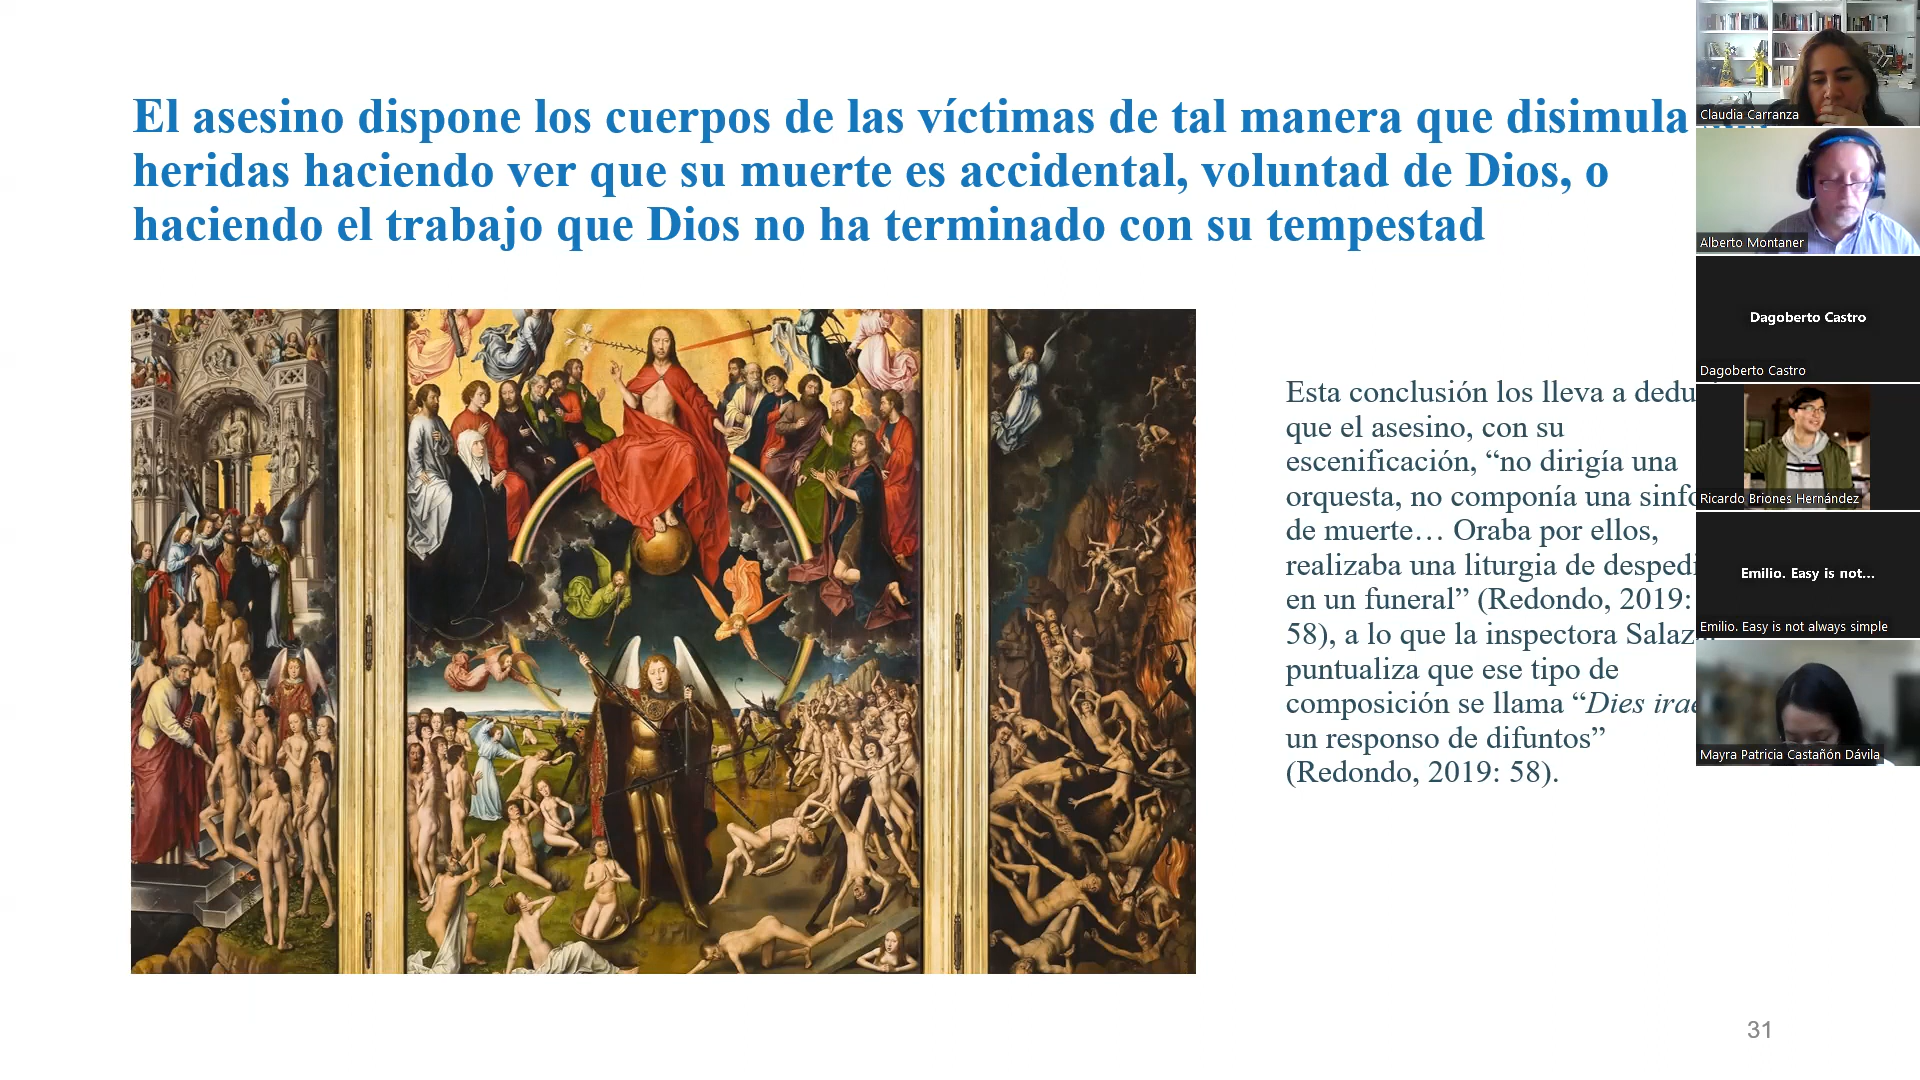 El asesino dispone los cuerpos de las víctimas de tal manera que disimula
heridas haciendo ver que su muerte es accidental, voluntad de Dios, o
haciendo el trabajo que Dios no ha terminado con su tempestad
Esta conclusión los lleva a dedu
que el asesino, con su
escenificación, “no dirigía una
orquesta, no componía una sinfo
de muerte… Oraba por ellos,
realizaba una liturgia de despedi
en un funeral” (Redondo, 2019:
58), a lo que la inspectora Salaz
puntualiza que ese tipo de
composición se llama “Dies irae
un responso de difuntos”
(Redondo, 2019: 58).
31
Claudia Carranza
Alberto Montaner
Dagoberto Castro
Dagoberto Castro
Ricardo Briones Hernández
Emilio. Easy is not...
Emilio. Easy is not always simple
Mayra Patricia Castañón Dávila